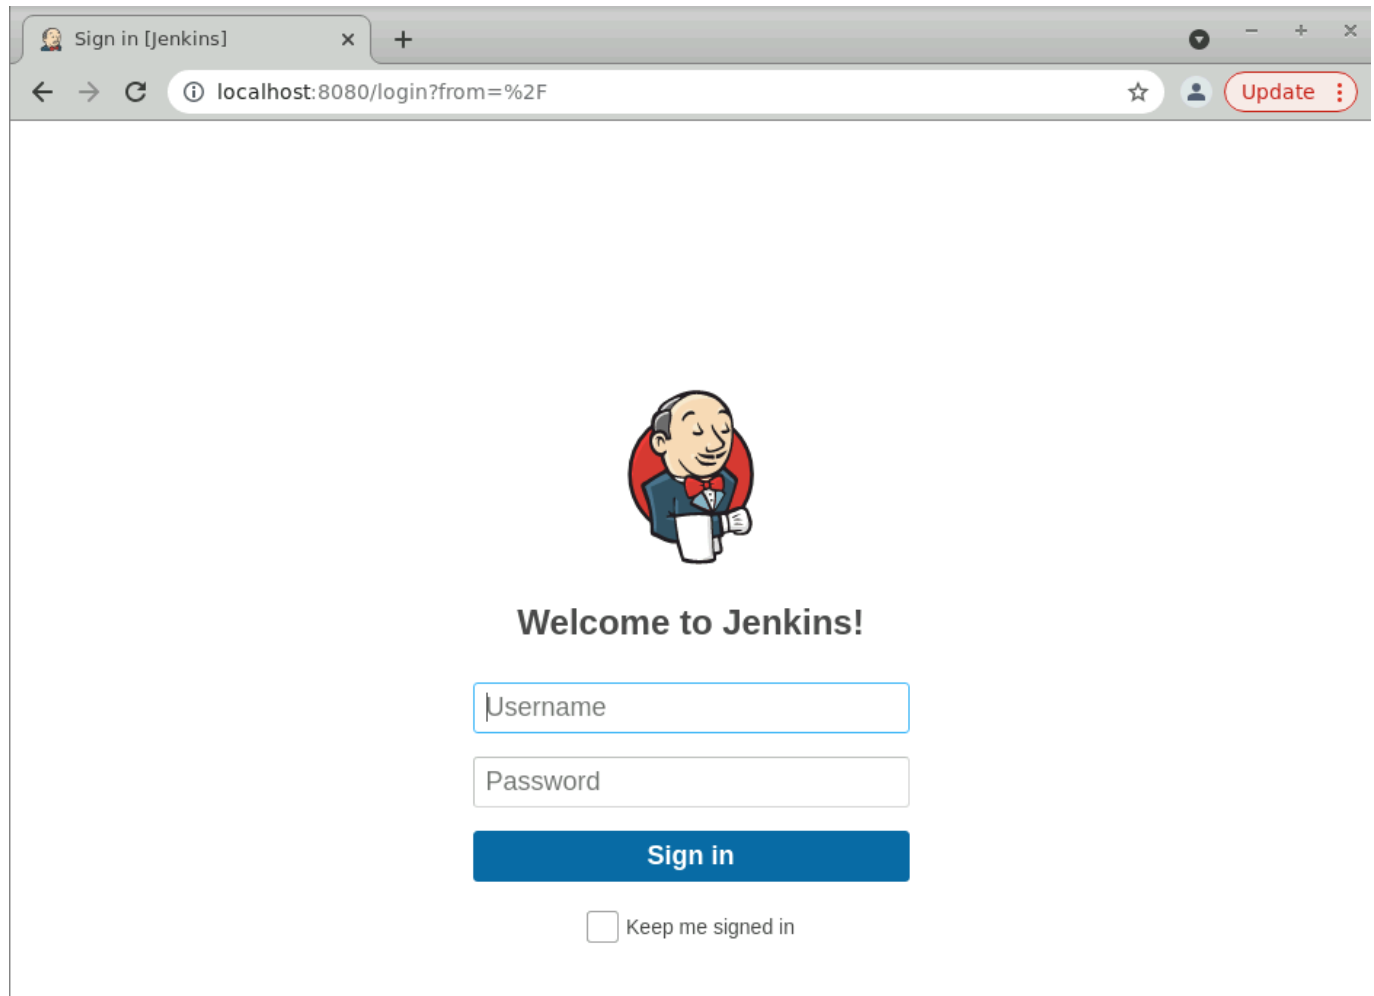 Sign in [Jenkins]
localhost:8080/login?from=%2F
Update
Welcome to Jenkins!
Username
Password
Sign in
Keep me signed in